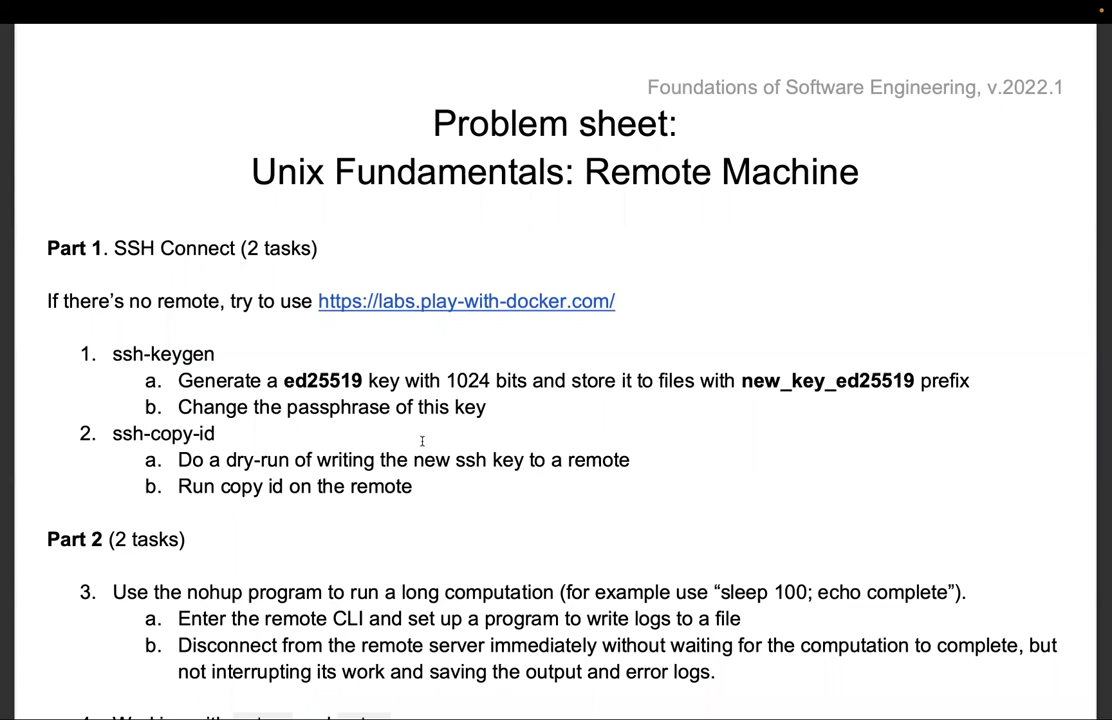 Foundations of Software Engineering, v.2022.1
Problem sheet:
Unix Fundamentals: Remote Machine
Part 1. SSH Connect (2 tasks)
If there’s no remote, try to use https://labs.play-with-docker.com/
1. ssh-keygen
a. Generate a ed25519 key with 1024 bits and store it to files with new_key_ed25519 prefix
b. Change the passphrase of this key
2. ssh-copy-id
a. Do a dry-run of writing the new ssh key to a remote
b. Run copy id on the remote
Part 2 (2 tasks)
3. Use the nohup program to run a long computation (for example use “sleep 100; echo complete”).
a. Enter the remote CLI and set up a program to write logs to a file
b. Disconnect from the remote server immediately without waiting for the computation to complete, but
not interrupting its work and saving the output and error logs.